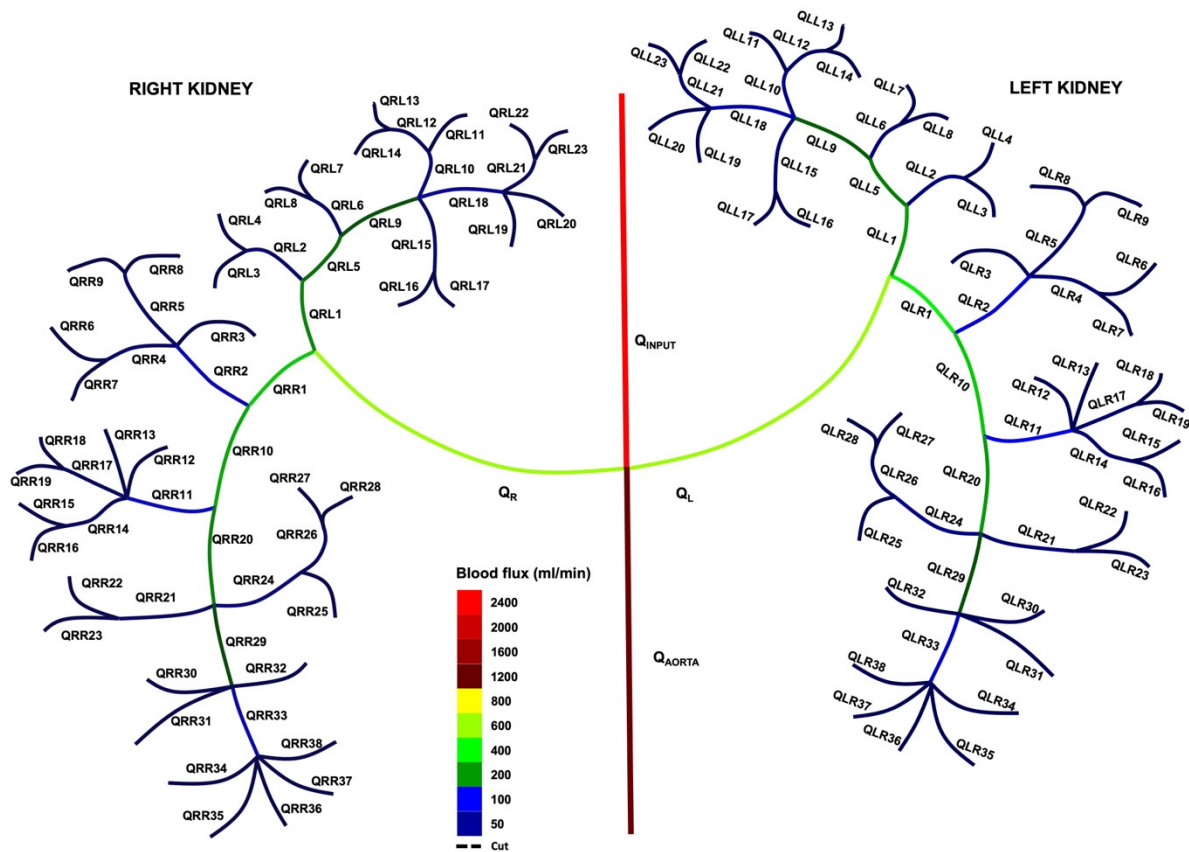 RIGHT KIDNEY
QRL13
QRL12
QRL14
QRL11
QRL22
QRL23
QRL10
QRL21
QRL7
QRL8
QRL6
QRL9
QRL18
QRL19
QRL20
QRL4
QRL2
QRL3
QRL5
QRL15
QRL16
QRL17
QRL1
QRR9
QRR8
QRR5
QRR6
QRR3
QRR4
QRR7
QRR2
QRR1
QRR10
QRR18
QRR13
QRR12
QRR17
QRR19
QRR15
QRR11
QRR14
QRR16
QRR27
QRR28
QRR20
QRR26
QRR22
QRR21
QRR24
QRR23
QRR25
QRR29
QRR30
QRR32
QRR31
QRR33
QRR38
QRR34
QRR37
QRR35
QRR36
Q_R
Q_INPUT
Q_L
Q_AORTA
Blood flux (ml/min)
2400
2000
1600
1200
800
600
400
200
100
50
Cut
LEFT KIDNEY
QLL13
QLL11
QLL12
QLL14
QLL23
QLL22
QLL10
QLL21
QLL7
QLL6
QLL8
QLL4
QLL18
QLL9
QLL20
QLL19
QLL15
QLL5
QLL2
QLL3
QLL17
QLL16
QLL1
QLR8
QLR9
QLR5
QLR3
QLR6
QLR4
QLR2
QLR7
QLR1
QLR10
QLR13
QLR12
QLR18
QLR17
QLR19
QLR11
QLR15
QLR14
QLR16
QLR28
QLR27
QLR26
QLR20
QLR22
QLR24
QLR21
QLR25
QLR23
QLR29
QLR32
QLR30
QLR33
QLR31
QLR38
QLR34
QLR37
QLR36
QLR35